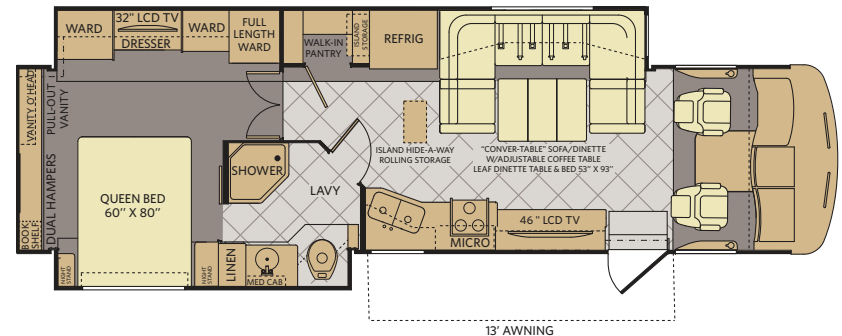 WARD
32" LCD TV
DRESSER
WARD
FULL
LENGTH
WARD
WALK-IN
PANTRY
ISLAND
STORAGE
REFRIG
VANITY O'HEAD
PULL-OUT
VANITY
DUAL HAMPERS
BOOK
SHELF
QUEEN BED
60" X 80"
NIGHT
STAND
NIGHT
STAND
LINEN
MED CAB
SHOWER
LAVY
ISLAND HIDE-A-WAY
ROLLING STORAGE
"CONVER-TABLE" SOFA/DINETTE
W/ADJUSTABLE COFFEE TABLE
LEAF DINETTE TABLE & BED 53" X 93"
MICRO
46" LCD TV
13' AWNING